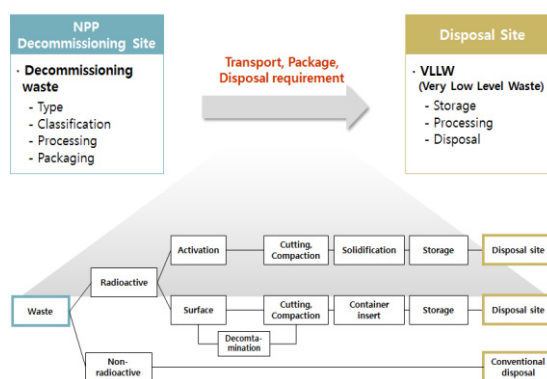 NPP
Decommissioning Site
· Decommissioning
waste
- Type
- Classification
- Processing
- Packaging
Transport, Package,
Disposal requirement
Disposal Site
· VLLW
(Very Low Level Waste)
- Storage
- Processing
- Disposal
Waste
Radioactive
Activation
Cutting,
Compaction
Solidification
Storage
Disposal site
Surface
Cutting,
Compaction
Container
insert
Storage
Disposal site
Decomta-
mination
Non-
radioactive
Conventional
disposal